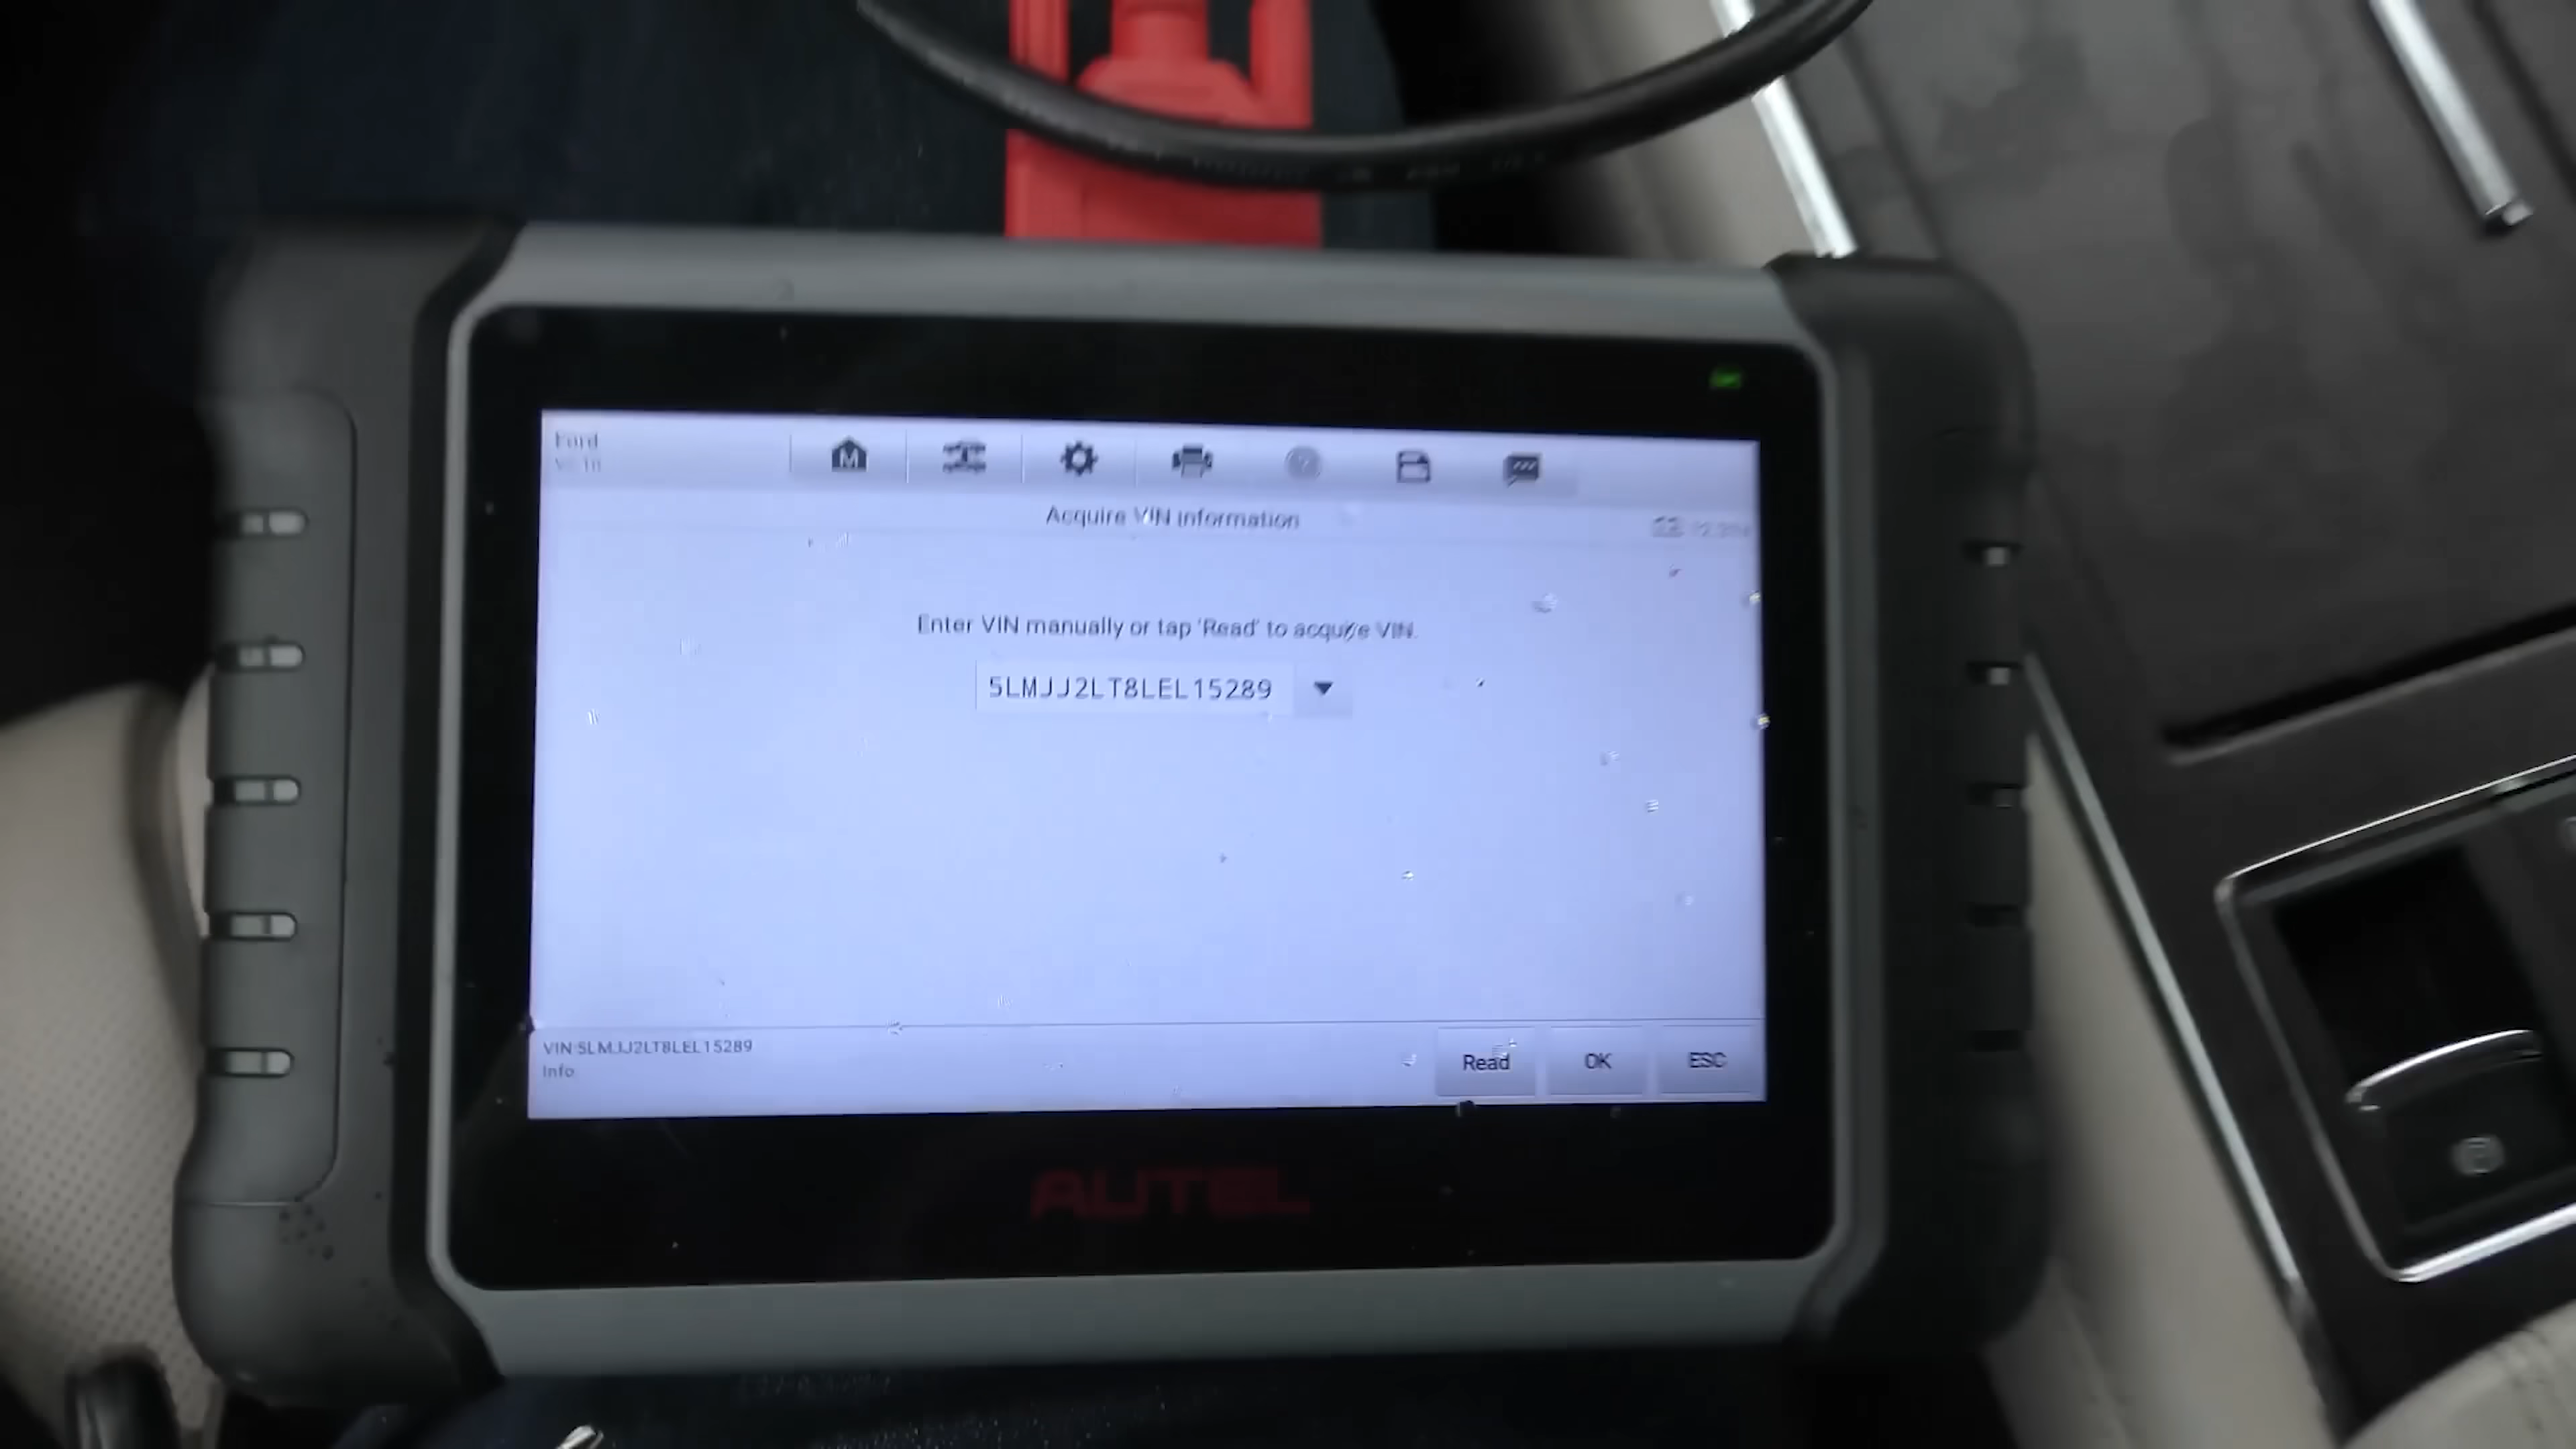 Ford
Acquire VIN information
Enter VIN manually or tap 'Read' to acquire VIN.
5LMJJ2LT8LEL15289
VIN:5LMJJ2LT8LEL15289
Info
Read
OK
ESC
AUTEL